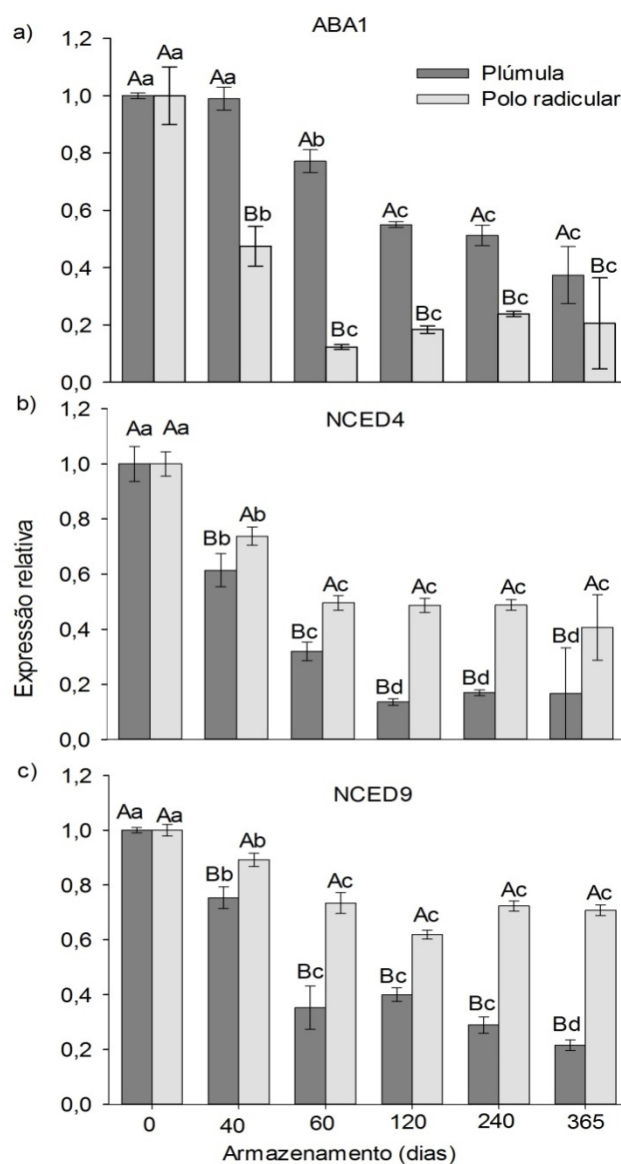 a)
ABA1
1,2
1,0
0,8
0,6
0,4
0,2
0,0
Plúmula
Polo radicular
Aa Aa Aa Bb Ab Bc Ac Bc Ac Bc Ac Bc
b)
NCED4
1,2
1,0
0,8
0,6
0,4
0,2
0,0
Aa Aa Bb Ab Bc Ac Bd Ac Bd Ac Bd Ac
Expressão relativa
c)
NCED9
1,2
1,0
0,8
0,6
0,4
0,2
0,0
Aa Aa Bb Ab Bc Ac Bc Ac Bc Ac Bd Ac
0 40 60 120 240 365
Armazenamento (dias)